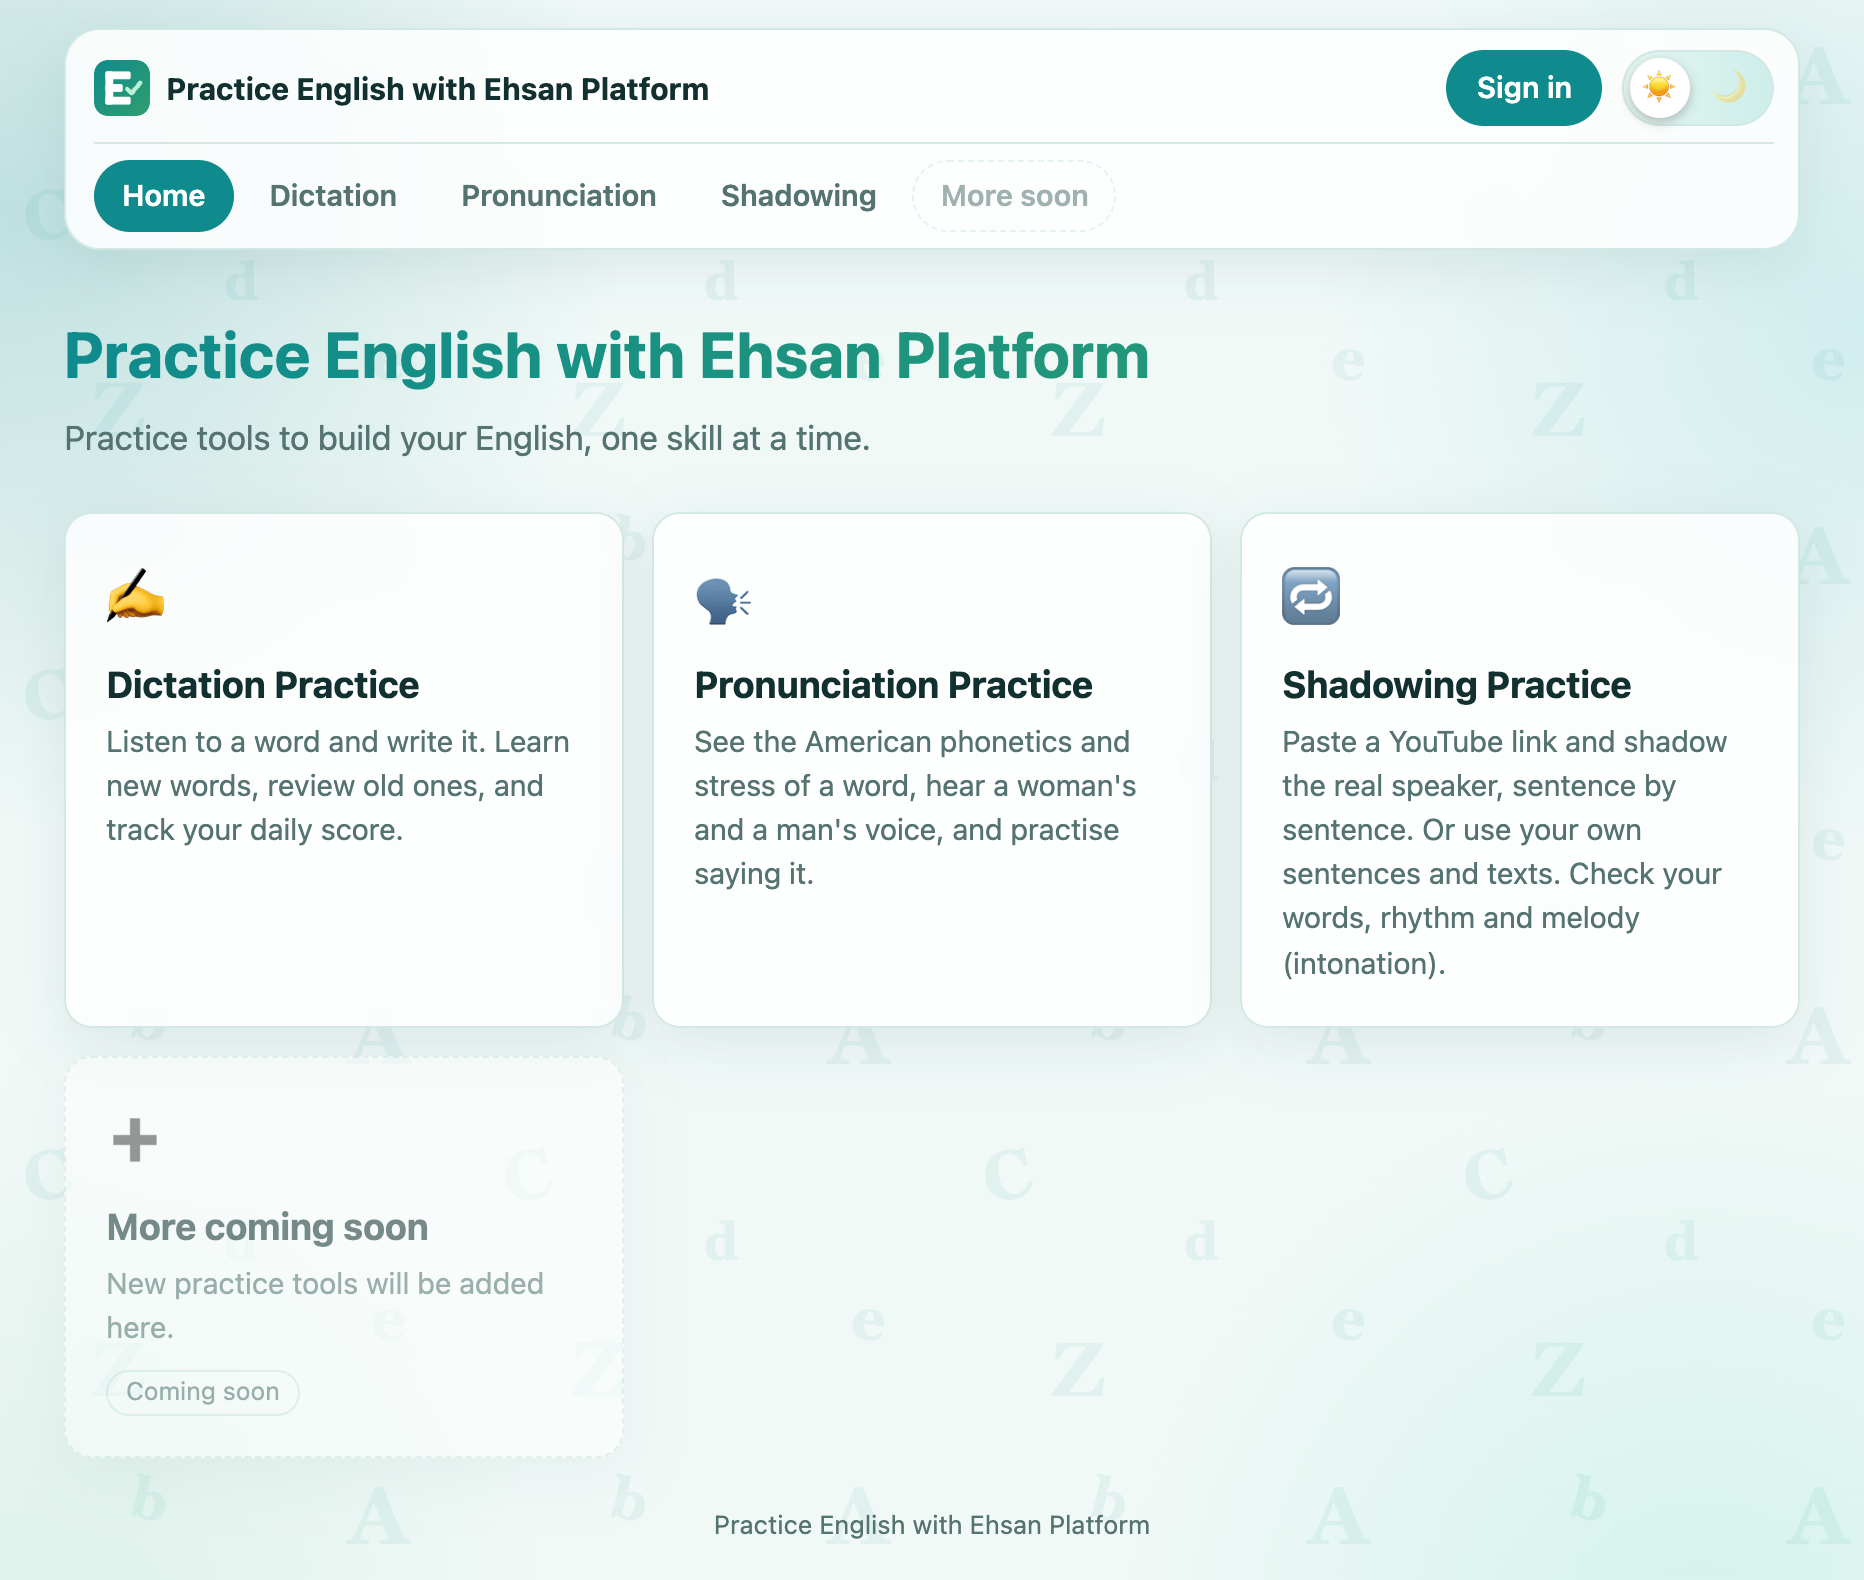 Practice English with Ehsan Platform
Sign in
Home
Dictation
Pronunciation
Shadowing
More soon
Practice English with Ehsan Platform
Practice tools to build your English, one skill at a time.
Dictation Practice
Listen to a word and write it. Learn
new words, review old ones, and
track your daily score.
Pronunciation Practice
See the American phonetics and
stress of a word, hear a woman's
and a man's voice, and practise
saying it.
Shadowing Practice
Paste a YouTube link and shadow
the real speaker, sentence by
sentence. Or use your own
sentences and texts. Check your
words, rhythm and melody
(intonation).
More coming soon
New practice tools will be added
here.
Coming soon
Practice English with Ehsan Platform